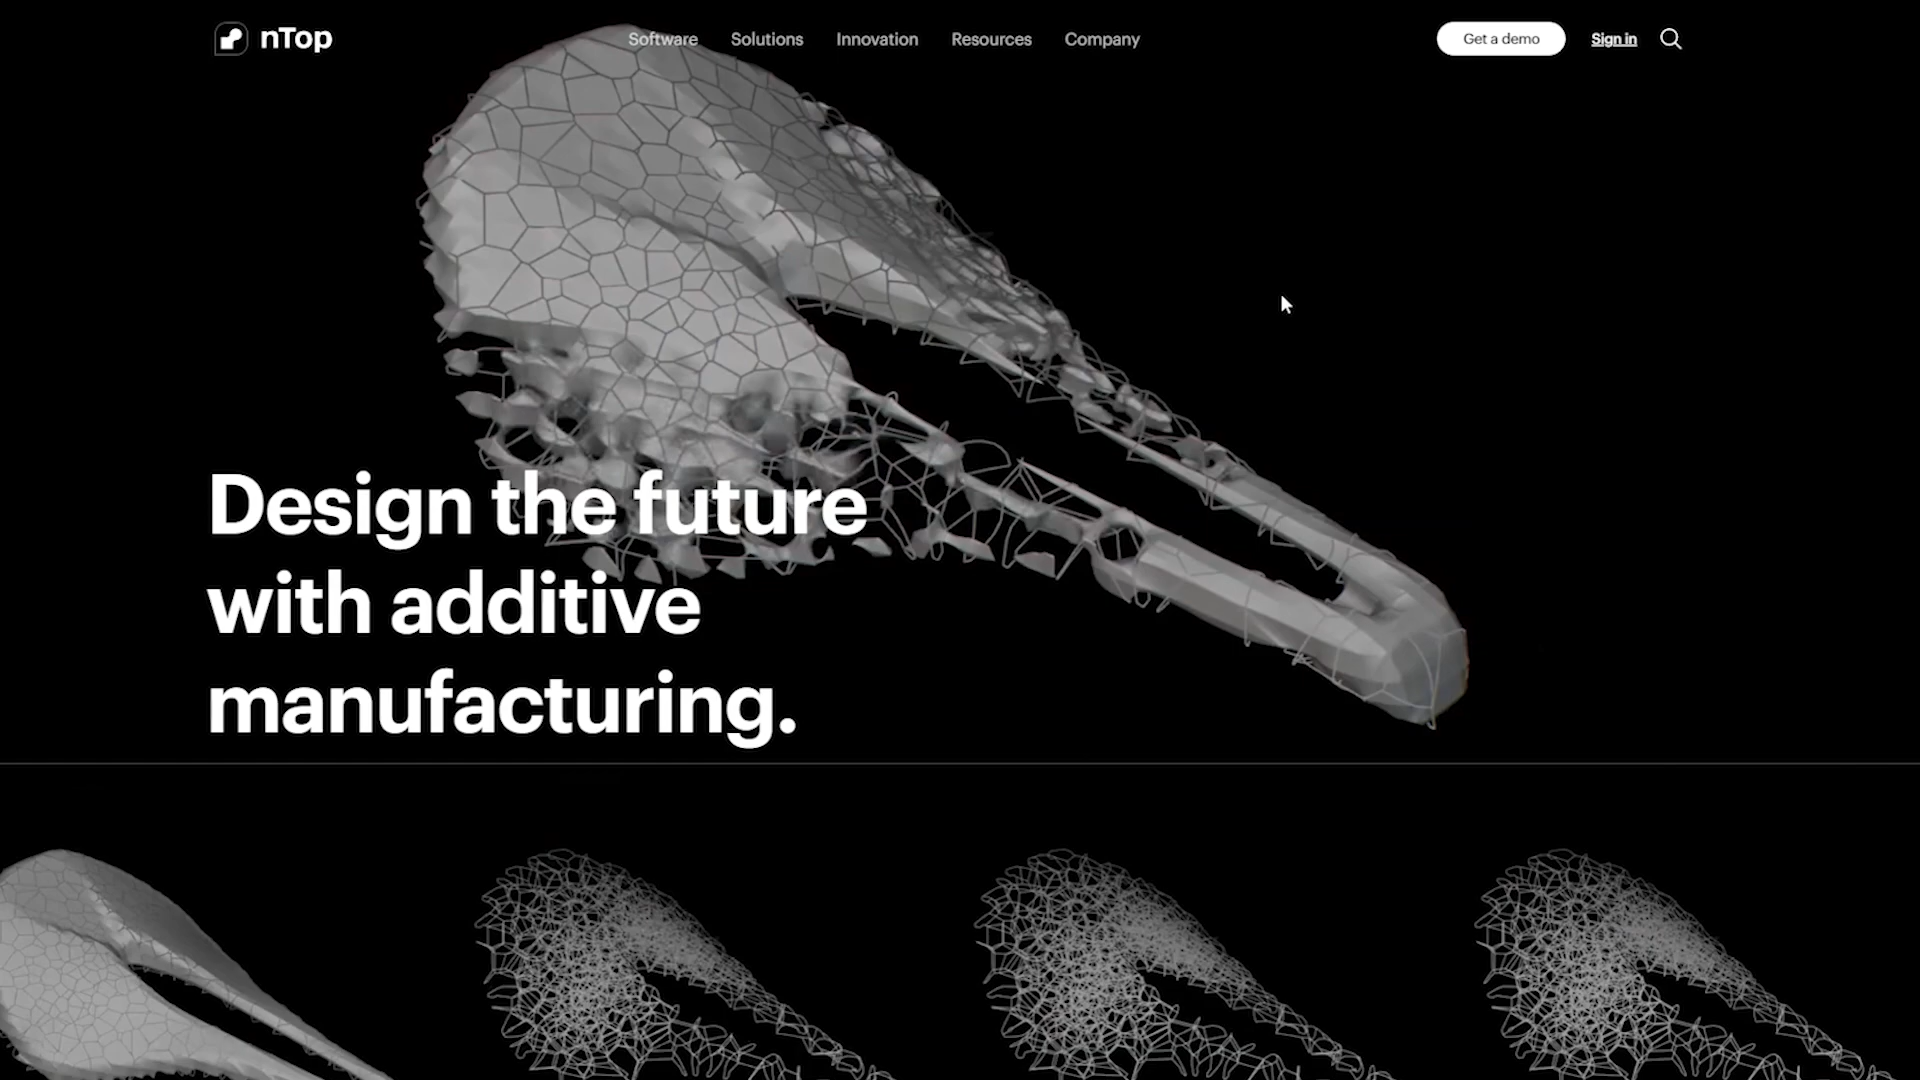 nTop
Software
Solutions
Innovation
Resources
Company
Get a demo
Sign in
Design the future
with additive
manufacturing.